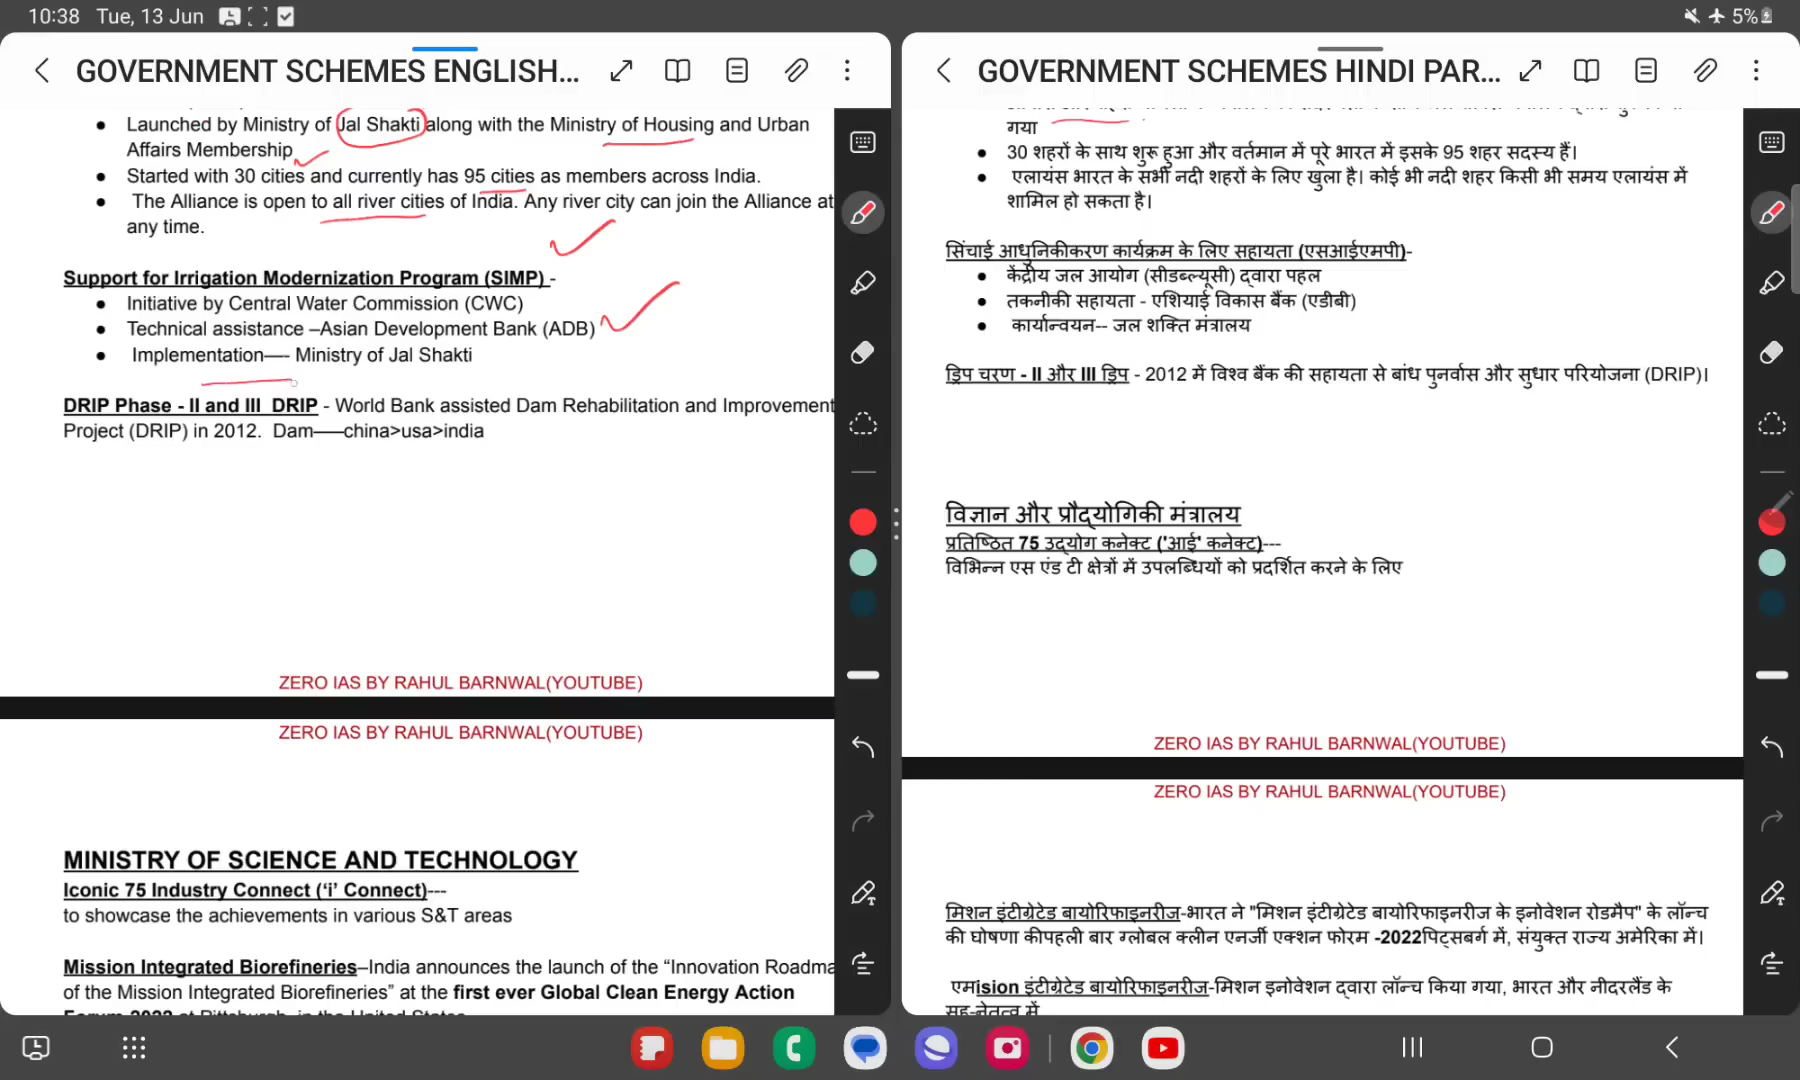 10:38 Tue, 13 Jun
5%
GOVERNMENT SCHEMES ENGLISH...
● Launched by Ministry of Jal Shakti along with the Ministry of Housing and Urban
Affairs Membership
● Started with 30 cities and currently has 95 cities as members across India.
● The Alliance is open to all river cities of India. Any river city can join the Alliance at
any time.
Support for Irrigation Modernization Program (SIMP) -
● Initiative by Central Water Commission (CWC)
● Technical assistance –Asian Development Bank (ADB)
● Implementation—- Ministry of Jal Shakti
DRIP Phase - II and III DRIP - World Bank assisted Dam Rehabilitation and Improvement
Project (DRIP) in 2012. Dam——china>usa>india
ZERO IAS BY RAHUL BARNWAL(YOUTUBE)
ZERO IAS BY RAHUL BARNWAL(YOUTUBE)
MINISTRY OF SCIENCE AND TECHNOLOGY
Iconic 75 Industry Connect (‘i’ Connect)---
to showcase the achievements in various S&T areas
Mission Integrated Biorefineries–India announces the launch of the “Innovation Roadma
of the Mission Integrated Biorefineries” at the first ever Global Clean Energy Action
Forum 2022 at Pittsburgh, in the United States
GOVERNMENT SCHEMES HINDI PAR...
गया
● 30 शहरों के साथ शुरू हुआ और वर्तमान में पूरे भारत में इसके 95 शहर सदस्य हैं।
● एलायंस भारत के सभी नदी शहरों के लिए खुला है। कोई भी नदी शहर किसी भी समय एलायंस में
शामिल हो सकता है।
सिंचाई आधुनिकीकरण कार्यक्रम के लिए सहायता (एसआईएमपी)-
● केंद्रीय जल आयोग (सीडब्ल्यूसी) द्वारा पहल
● तकनीकी सहायता - एशियाई विकास बैंक (एडीबी)
● कार्यान्वयन-- जल शक्ति मंत्रालय
ड्रिप चरण - II और III ड्रिप - 2012 में विश्व बैंक की सहायता से बांध पुनर्वास और सुधार परियोजना (DRIP)।
विज्ञान और प्रौद्योगिकी मंत्रालय
प्रतिष्ठित 75 उद्योग कनेक्ट ('आई' कनेक्ट)---
विभिन्न एस एंड टी क्षेत्रों में उपलब्धियों को प्रदर्शित करने के लिए
ZERO IAS BY RAHUL BARNWAL(YOUTUBE)
ZERO IAS BY RAHUL BARNWAL(YOUTUBE)
मिशन इंटीग्रेटेड बायोरिफाइनरीज-भारत ने "मिशन इंटीग्रेटेड बायोरिफाइनरीज के इनोवेशन रोडमैप" के लॉन्च
की घोषणा कीपहली बार ग्लोबल क्लीन एनर्जी एक्शन फोरम -2022पिट्सबर्ग में, संयुक्त राज्य अमेरिका में।
एमision इंटीग्रेटेड बायोरिफाइनरीज-मिशन इनोवेशन द्वारा लॉन्च किया गया, भारत और नीदरलैंड के
सह-नेतृत्व में